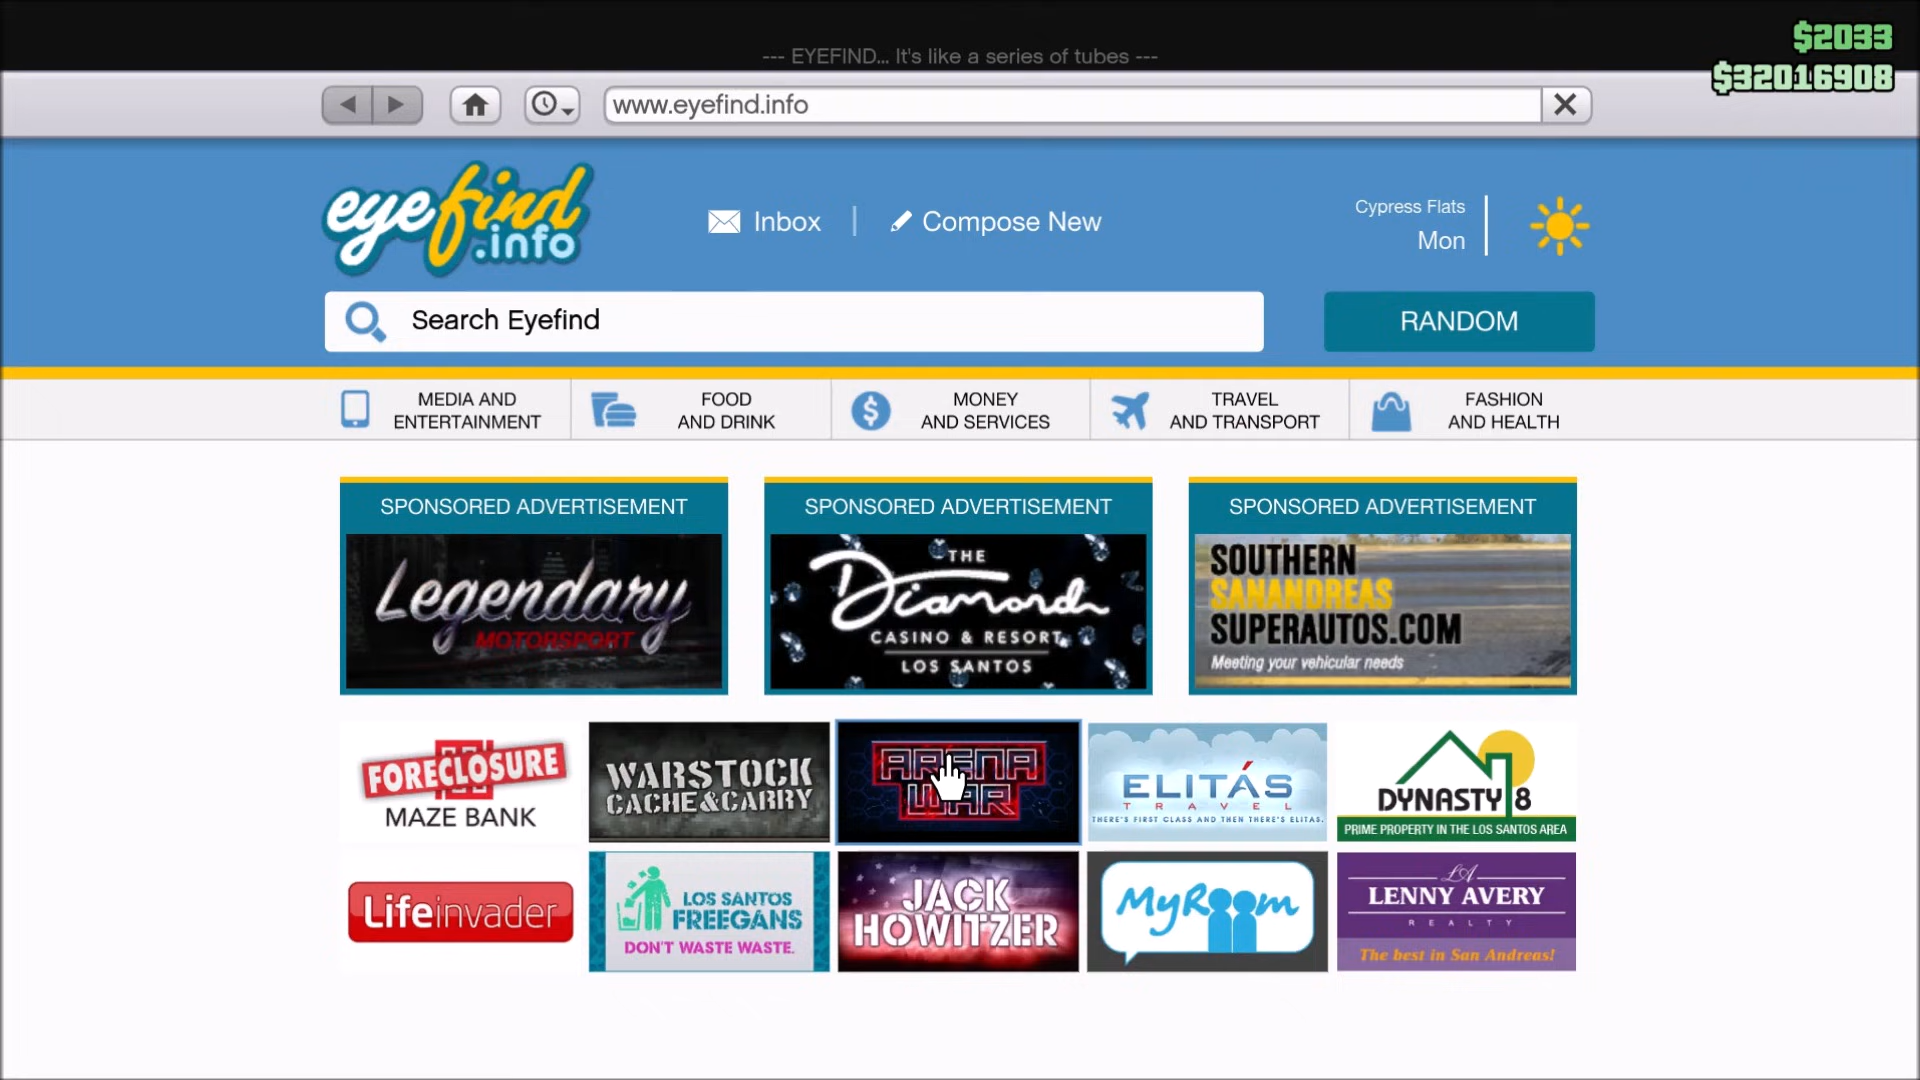 $2033
--- EYEFIND... It's like a series of tubes ---
$32016908
www.eyefind.info
eyefind
.info
Inbox
Compose New
Cypress Flats
Mon
Search Eyefind
RANDOM
MEDIA AND
ENTERTAINMENT
FOOD
AND DRINK
MONEY
AND SERVICES
TRAVEL
AND TRANSPORT
FASHION
AND HEALTH
SPONSORED ADVERTISEMENT
Legendary
MOTORSPORT
SPONSORED ADVERTISEMENT
THE
Diamond
CASINO & RESORT
LOS SANTOS
SPONSORED ADVERTISEMENT
SOUTHERN
SANANDREAS
SUPERAUTOS.COM
Meeting your vehicular needs
FORECLOSURE
MAZE BANK
WARSTOCK
CACHE&CARRY
ARENA
WAR
ELITÁS
TRAVEL
THERE'S FIRST CLASS AND THEN THERE'S ELITAS.
DYNASTY 8
PRIME PROPERTY IN THE LOS SANTOS AREA
Lifeinvader
LOS SANTOS
FREEGANS
DON'T WASTE WASTE.
JACK
HOWITZER
MyRoom
LA
LENNY AVERY
REALTY
The best in San Andreas!